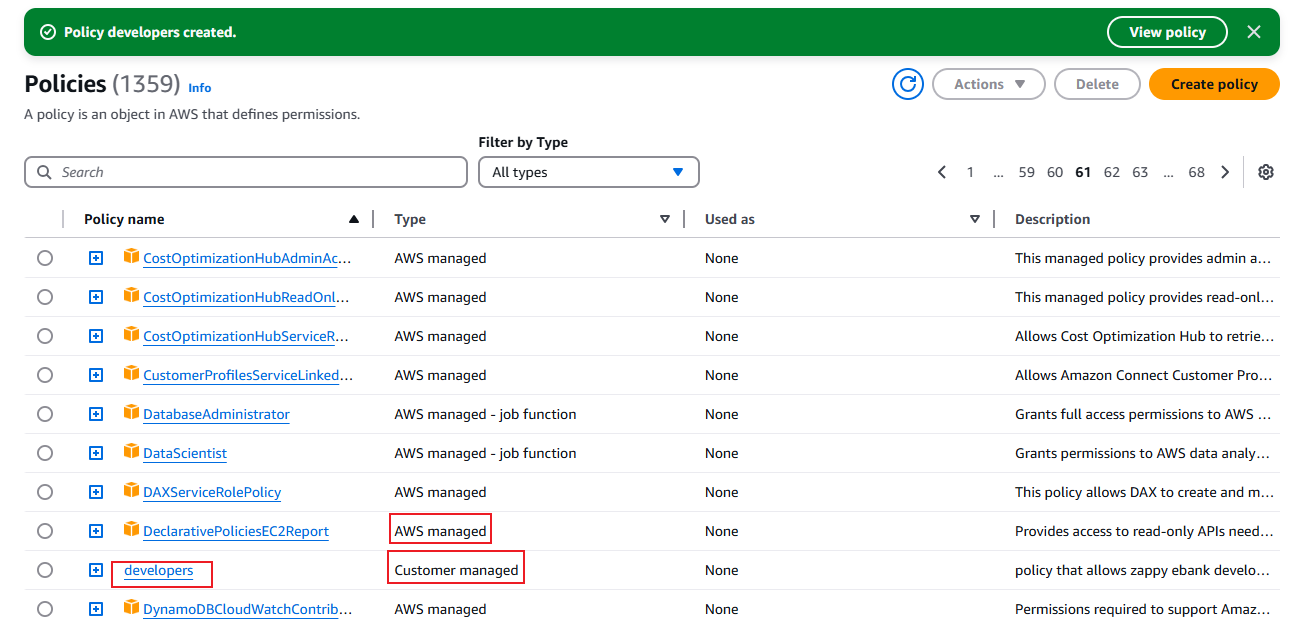 Policy developers created.
View policy
Policies (1359) Info
Actions
Delete
Create policy
A policy is an object in AWS that defines permissions.
Filter by Type
Search
All types
1 ... 59 60 61 62 63 ... 68
Policy name Type Used as Description
CostOptimizationHubAdminAc... AWS managed None This managed policy provides admin a...
CostOptimizationHubReadOnl... AWS managed None This managed policy provides read-onl...
CostOptimizationHubServiceR... AWS managed None Allows Cost Optimization Hub to retrie...
CustomerProfilesServiceLinked... AWS managed None Allows Amazon Connect Customer Pro...
DatabaseAdministrator AWS managed - job function None Grants full access permissions to AWS ...
DataScientist AWS managed - job function None Grants permissions to AWS data analy...
DAXServiceRolePolicy AWS managed None This policy allows DAX to create and m...
DeclarativePoliciesEC2Report AWS managed None Provides access to read-only APIs need...
developers Customer managed None policy that allows zappy ebank develo...
DynamoDBCloudWatchContrib... AWS managed None Permissions required to support Amaz...